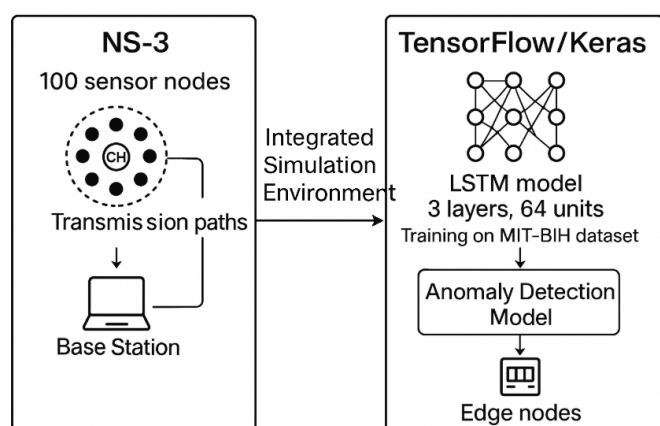 NS-3
100 sensor nodes
CH
Transmis sion paths
Base Station
Integrated
Simulation
Environment
TensorFlow/Keras
LSTM model
3 layers, 64 units
Training on MIT-BIH dataset
Anomaly Detection
Model
Edge nodes